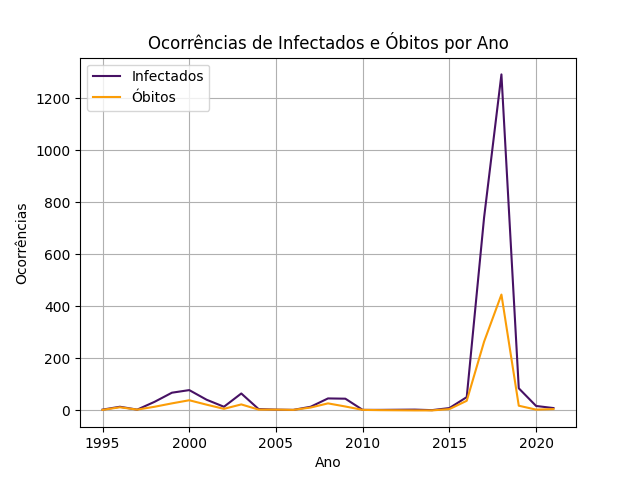 Ocorrências de Infectados e Óbitos por Ano
Infectados
Óbitos
1200
1000
800
600
400
200
0
Ocorrências
1995
2000
2005
2010
2015
2020
Ano